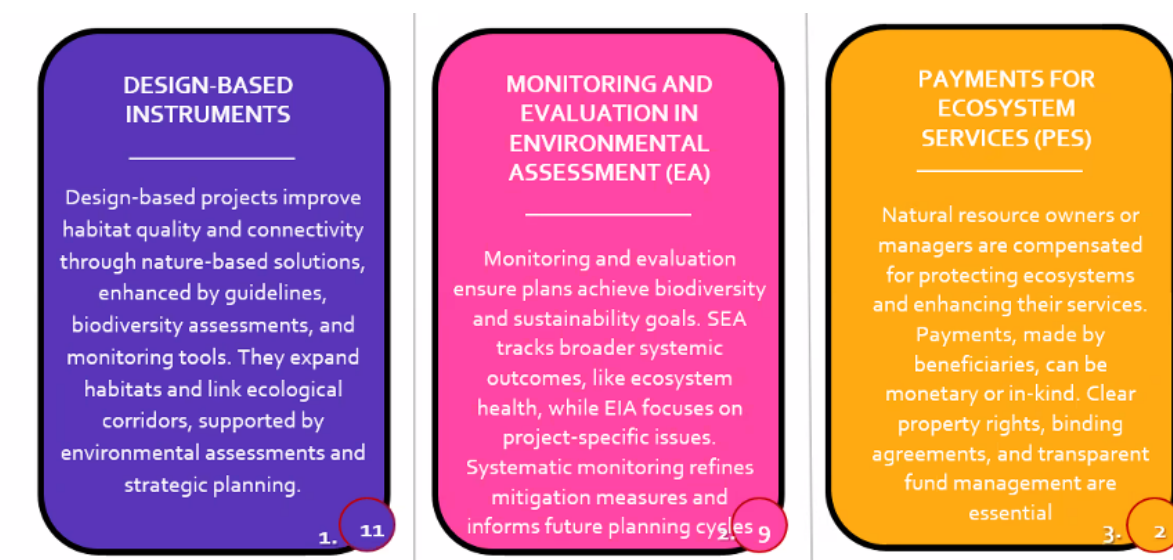 DESIGN-BASED
INSTRUMENTS
Design-based projects improve
habitat quality and connectivity
through nature-based solutions,
enhanced by guidelines,
biodiversity assessments, and
monitoring tools. They expand
habitats and link ecological
corridors, supported by
environmental assessments and
strategic planning.
1. 11
MONITORING AND
EVALUATION IN
ENVIRONMENTAL
ASSESSMENT (EA)
Monitoring and evaluation
ensure plans achieve biodiversity
and sustainability goals. SEA
tracks broader systemic
outcomes, like ecosystem
health, while EIA focuses on
project-specific issues.
Systematic monitoring refines
mitigation measures and
informs future planning cycles
2. 9
PAYMENTS FOR
ECOSYSTEM
SERVICES (PES)
Natural resource owners or
managers are compensated
for protecting ecosystems
and enhancing their services.
Payments, made by
beneficiaries, can be
monetary or in-kind. Clear
property rights, binding
agreements, and transparent
fund management are
essential
3. 2